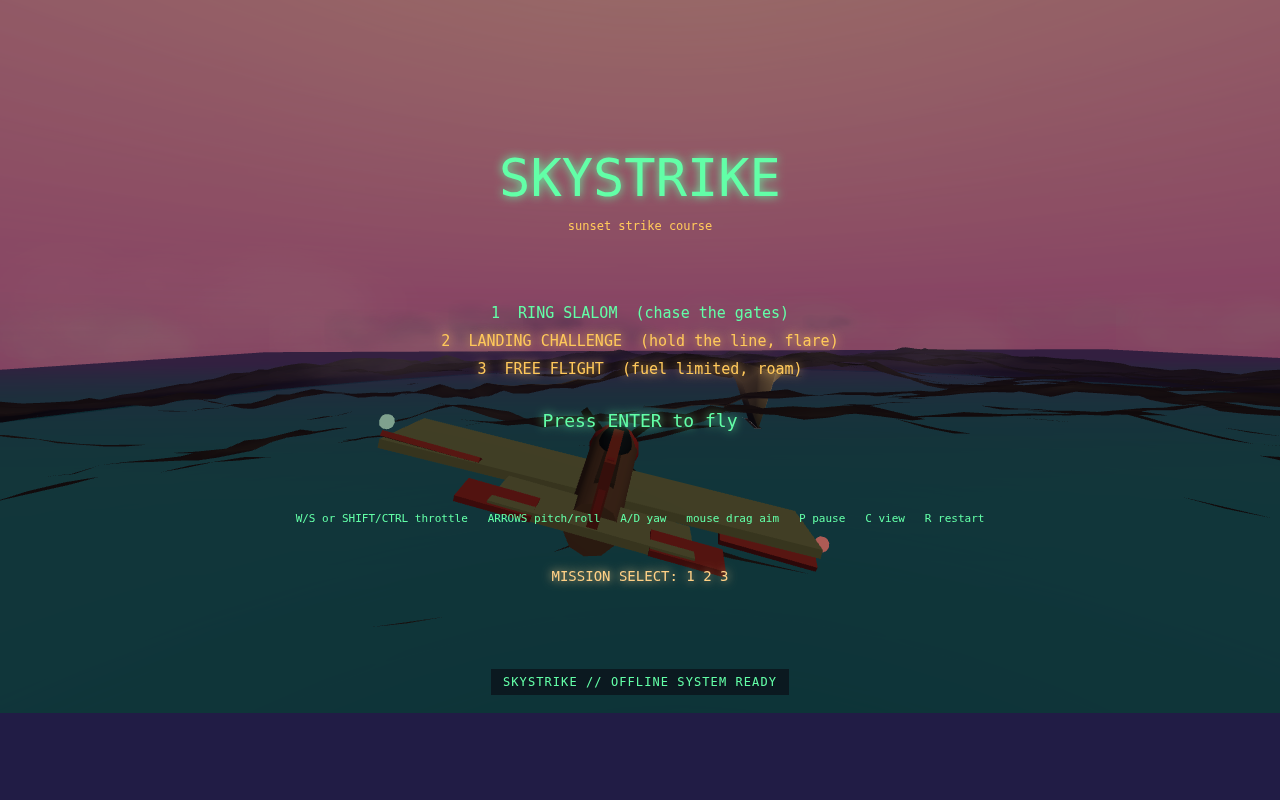 SKYSTRIKE
sunset strike course
1 RING SLALOM (chase the gates)
2 LANDING CHALLENGE (hold the line, flare)
3 FREE FLIGHT (fuel limited, roam)
Press ENTER to fly
W/S or SHIFT/CTRL throttle ARROWS pitch/roll A/D yaw mouse drag aim P pause C view R restart
MISSION SELECT: 1 2 3
SKYSTRIKE // OFFLINE SYSTEM READY